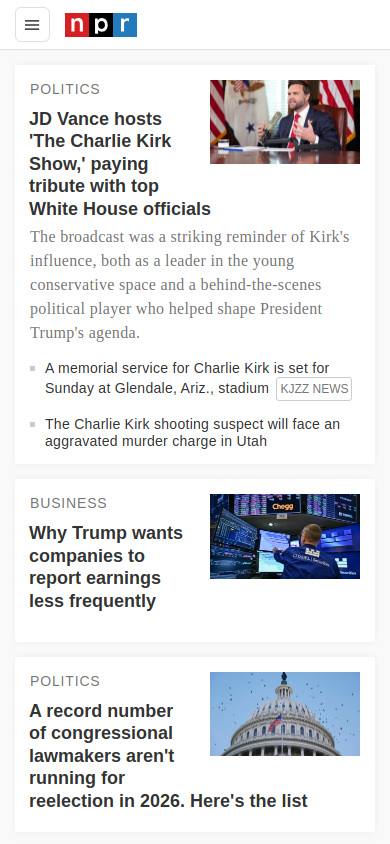 npr
POLITICS
JD Vance hosts
'The Charlie Kirk
Show,' paying
tribute with top
White House officials
The broadcast was a striking reminder of Kirk's
influence, both as a leader in the young
conservative space and a behind-the-scenes
political player who helped shape President
Trump's agenda.
A memorial service for Charlie Kirk is set for
Sunday at Glendale, Ariz., stadium KJZZ NEWS
The Charlie Kirk shooting suspect will face an
aggravated murder charge in Utah
BUSINESS
Chegg
Why Trump wants
companies to
report earnings
less frequently
POLITICS
A record number
of congressional
lawmakers aren't
running for
reelection in 2026. Here's the list